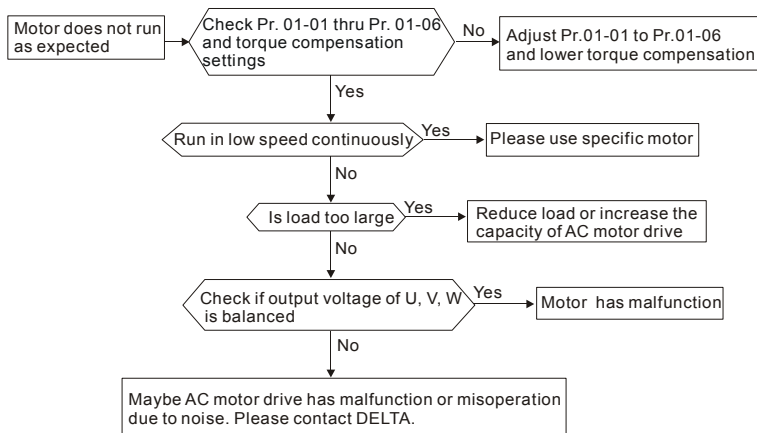 Motor does not run
as expected
Check Pr. 01-01 thru Pr. 01-06
and torque compensation
settings
No
Adjust Pr.01-01 to Pr.01-06
and lower torque compensation
Yes
Run in low speed continuously
Yes
Please use specific motor
No
Is load too large
Yes
Reduce load or increase the
capacity of AC motor drive
No
Check if output voltage of U, V, W
is balanced
Yes
Motor has malfunction
No
Maybe AC motor drive has malfunction or misoperation
due to noise. Please contact DELTA.